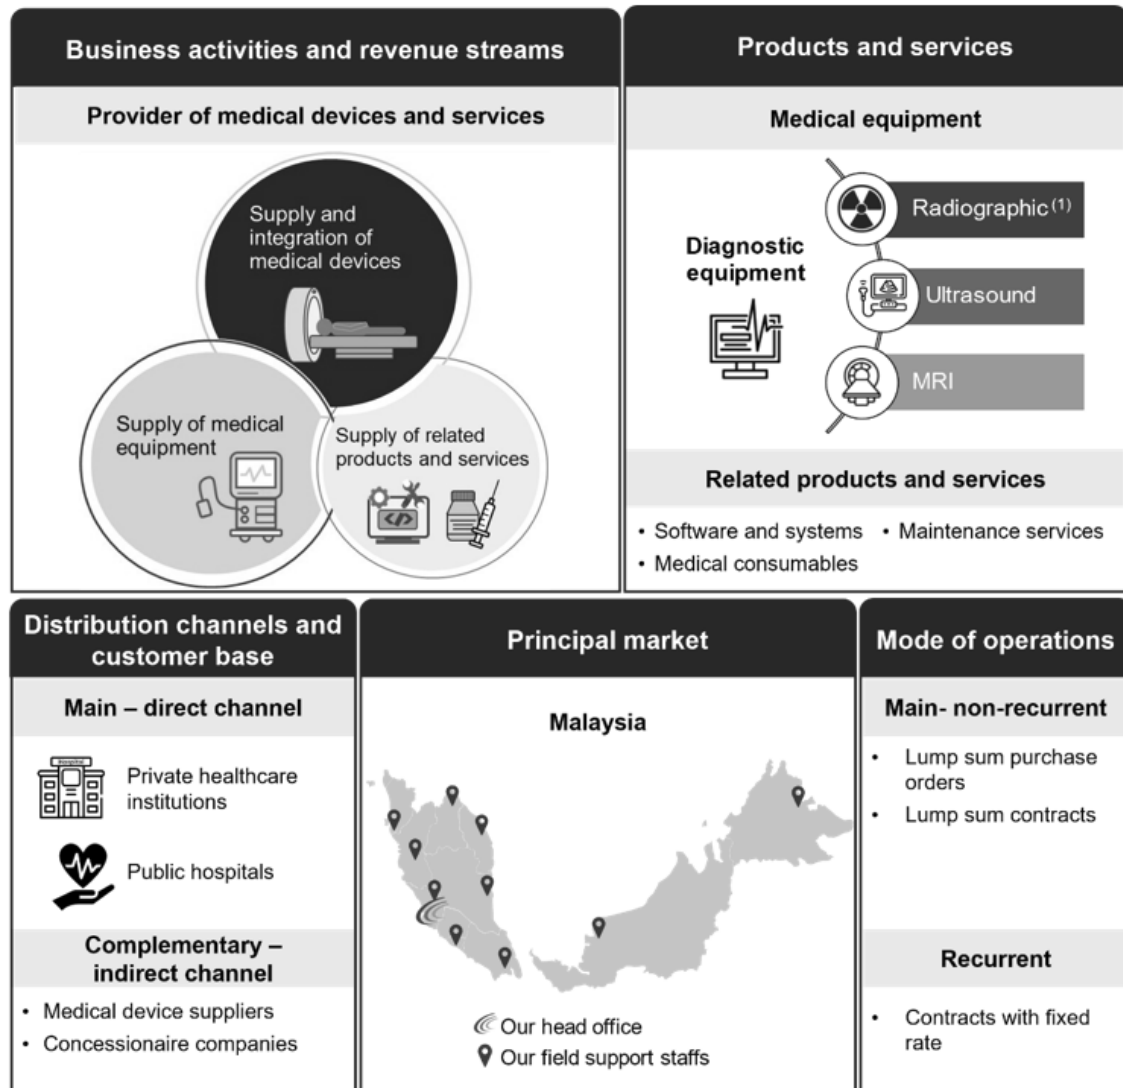 Business activities and revenue streams
Provider of medical devices and services
Supply and
integration of
medical devices
Supply of medical
equipment
Supply of related
products and services
</>
Products and services
Medical equipment
Diagnostic
equipment
Radiographic(1)
Ultrasound
MRI
Related products and services
• Software and systems
• Maintenance services
• Medical consumables
Distribution channels and
customer base
Main – direct channel
Hospital
Private healthcare
institutions
Public hospitals
Complementary –
indirect channel
• Medical device suppliers
• Concessionaire companies
Principal market
Malaysia
Our head office
Our field support staffs
Mode of operations
Main- non-recurrent
• Lump sum purchase
orders
• Lump sum contracts
Recurrent
• Contracts with fixed
rate